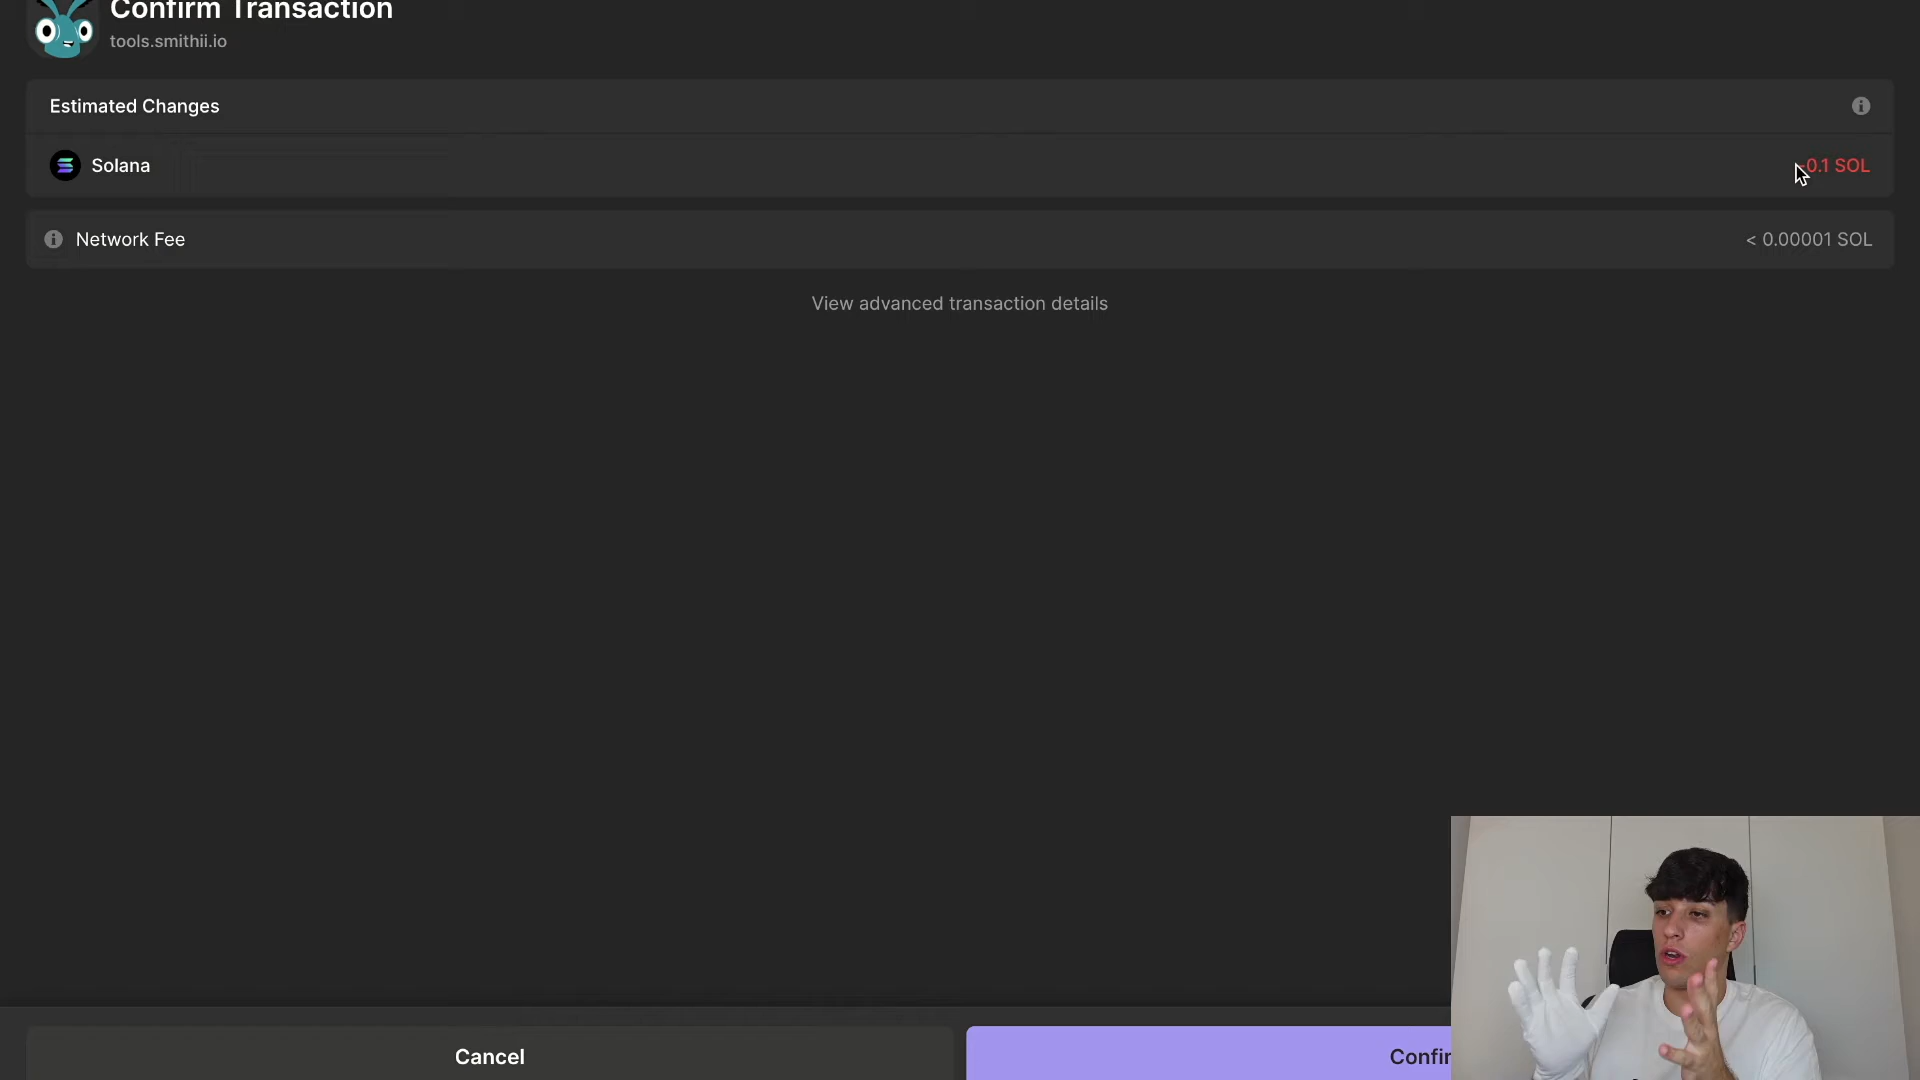 Confirm Transaction
tools.smithii.io
Estimated Changes
Solana
-0.1 SOL
Network Fee
< 0.00001 SOL
View advanced transaction details
Cancel
Confir